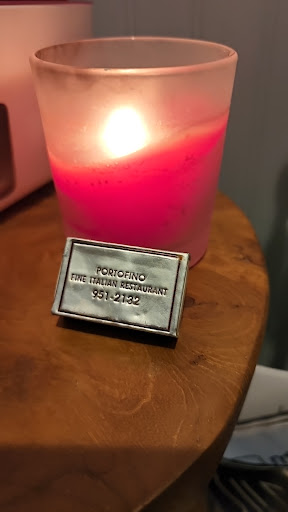 PORTOFINO
FINE ITALIAN RESTAURANT
951-2132